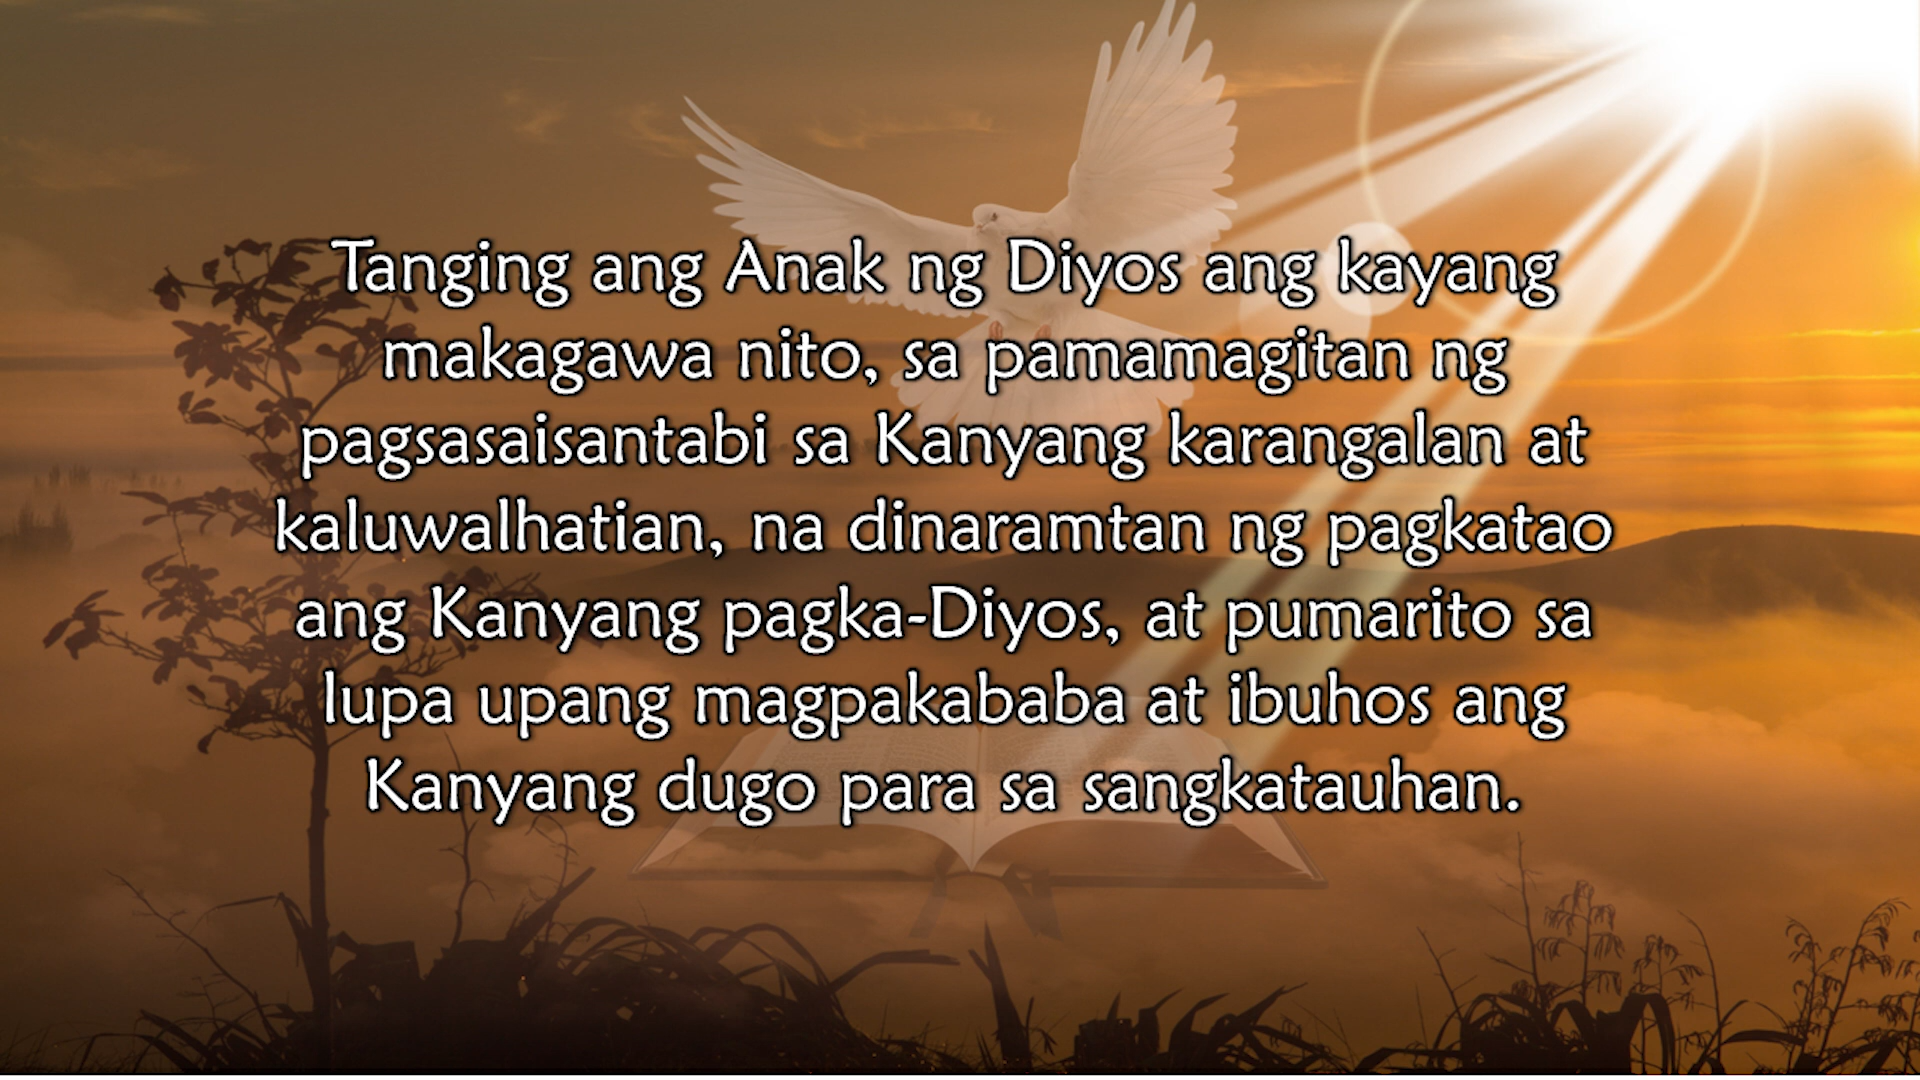 Tanging ang Anak ng Diyos ang kayang
makagawa nito, sa pamamagitan ng
pagsasaisantabi sa Kanyang karangalan at
kaluwalhatian, na dinaramtan ng pagkatao
ang Kanyang pagka-Diyos, at pumarito sa
lupa upang magpakababa at ibuhos ang
Kanyang dugo para sa sangkatauhan.